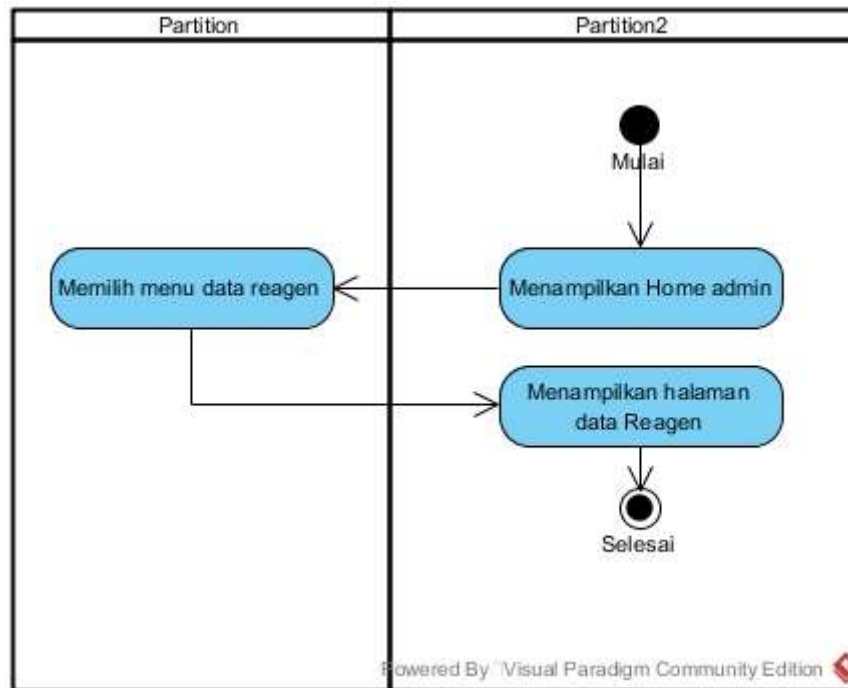 Partition
Partition2
Mulai
Memilih menu data reagen
Menampilkan Home admin
Menampilkan halaman
data Reagen
Selesai
Powered By Visual Paradigm Community Edition